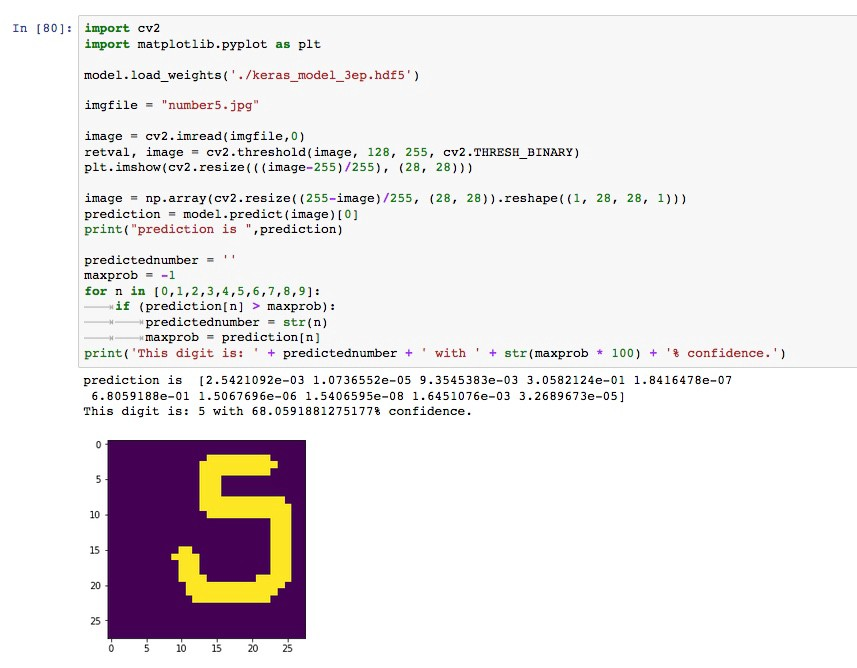 In [80]:
import cv2
import matplotlib.pyplot as plt
model.load_weights('./keras_model_3ep.hdf5')
imgfile = "number5.jpg"
image = cv2.imread(imgfile,0)
retval, image = cv2.threshold(image, 128, 255, cv2.THRESH_BINARY)
plt.imshow(cv2.resize(((image-255)/255), (28, 28)))
image = np.array(cv2.resize((255-image)/255, (28, 28)).reshape((1, 28, 28, 1)))
prediction = model.predict(image)[0]
print("prediction is ",prediction)
predictednumber = ''
maxprob = -1
for n in [0,1,2,3,4,5,6,7,8,9]:
if (prediction[n] > maxprob):
predictednumber = str(n)
maxprob = prediction[n]
print('This digit is: ' + predictednumber + ' with ' + str(maxprob * 100) + '% confidence.')
prediction is  [2.5421092e-03 1.0736552e-05 9.3545383e-03 3.0582124e-01 1.8416478e-07
6.8059188e-01 1.5067696e-06 1.5406595e-08 1.6451076e-03 3.2689673e-05]
This digit is: 5 with 68.0591881275177% confidence.
0
5
10
15
20
25
5
0 5 10 15 20 25